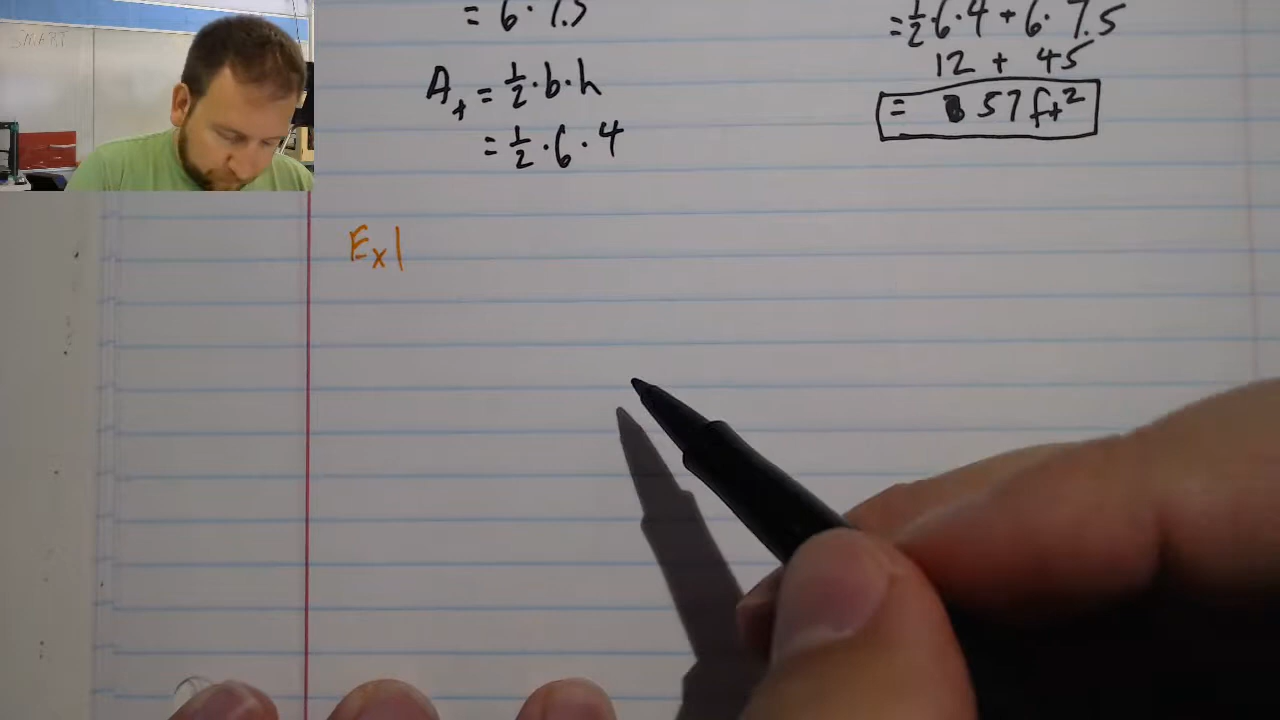 = 6 · 7.5
A_t = 1/2 · b · h
= 1/2 · 6 · 4
= 1/2 · 6 · 4 + 6 · 7.5
12 + 45
= 57 ft²
Ex 1